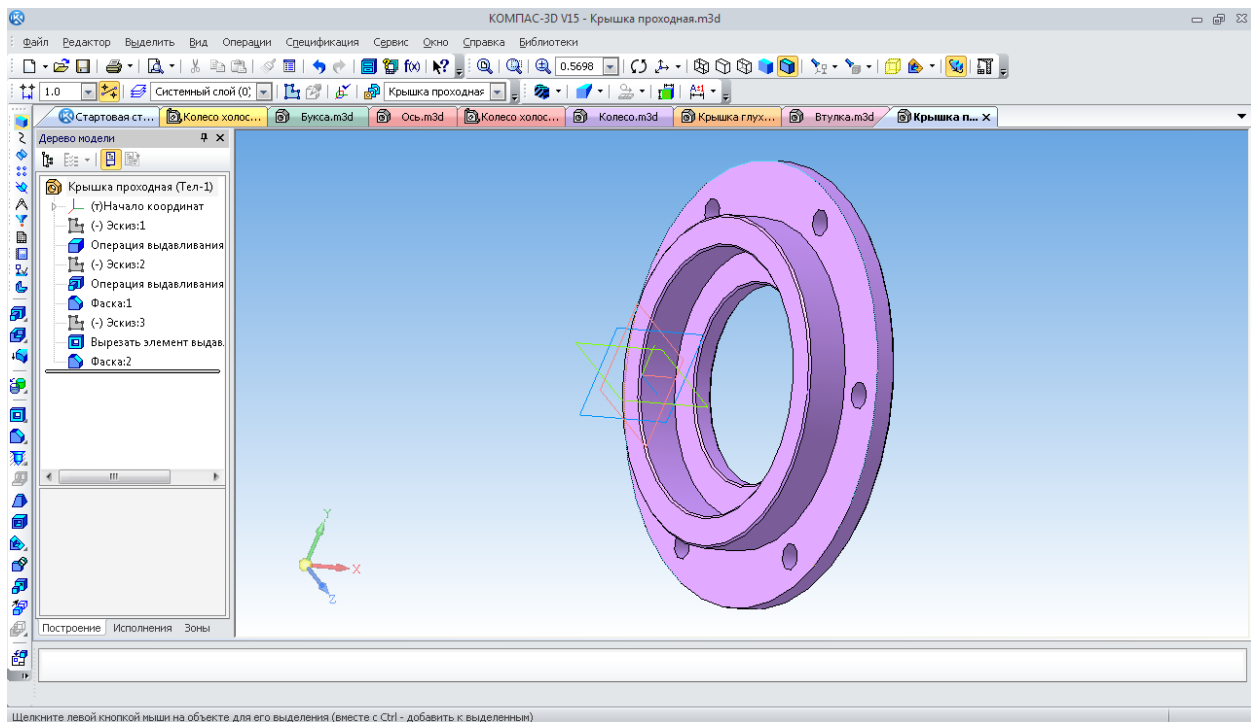 КОМПАС-3D V15 - Крышка проходная.m3d
Файл Редактор Выделить Вид Операции Спецификация Сервис Окно Справка Библиотеки
0.5698
1.0 Системный слой (0) Крышка проходная
Стартовая ст... Колесо холос... Букса.m3d Ось.m3d Колесо холос... Колесо.m3d Крышка глух... Втулка.m3d Крышка п...
Дерево модели
Крышка проходная (Тел-1)
(т)Начало координат
(-) Эскиз:1
Операция выдавливания
(-) Эскиз:2
Операция выдавливания
Фаска:1
(-) Эскиз:3
Вырезать элемент выдав.
Фаска:2
Y
X
Z
Построение Исполнения Зоны
Щелкните левой кнопкой мыши на объекте для его выделения (вместе с Ctrl - добавить к выделенным)